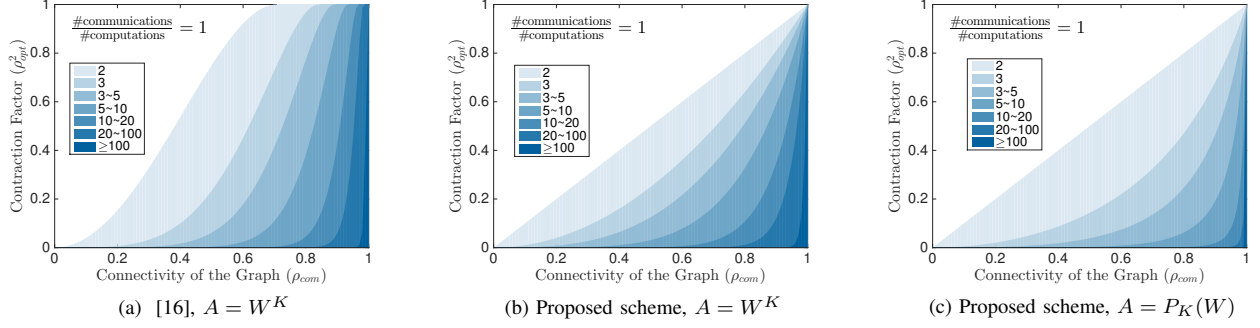 #communications
#computations = 1
2
3
3~5
5~10
10~20
20~100
≥100
Contraction Factor (ρ²opt)
1
0.8
0.6
0.4
0.2
0
0 0.2 0.4 0.6 0.8 1
Connectivity of the Graph (ρcom)
(a) [16], A = W^K
#communications
#computations = 1
2
3
3~5
5~10
10~20
20~100
≥100
Contraction Factor (ρ²opt)
1
0.8
0.6
0.4
0.2
0
0 0.2 0.4 0.6 0.8 1
Connectivity of the Graph (ρcom)
(b) Proposed scheme, A = W^K
#communications
#computations = 1
2
3
3~5
5~10
10~20
20~100
≥100
Contraction Factor (ρ²opt)
1
0.8
0.6
0.4
0.2
0
0 0.2 0.4 0.6 0.8 1
Connectivity of the Graph (ρcom)
(c) Proposed scheme, A = P_K(W)